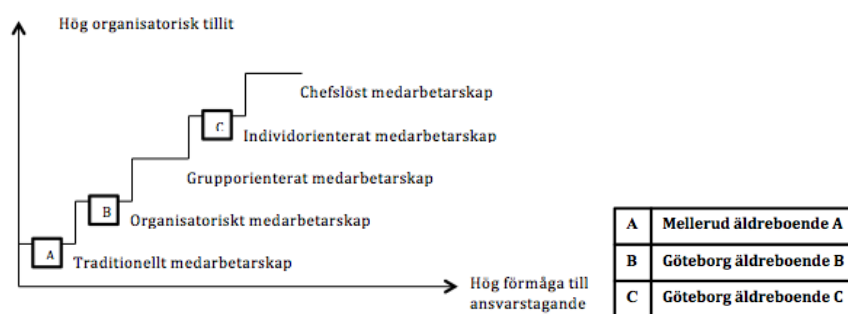 Hög organisatorisk tillit
Chefslöst medarbetarskap
C
Individorienterat medarbetarskap
Grupporienterat medarbetarskap
B
Organisatoriskt medarbetarskap
A
Traditionellt medarbetarskap
Hög förmåga till
ansvarstagande
A Mellerud äldreboende A
B Göteborg äldreboende B
C Göteborg äldreboende C